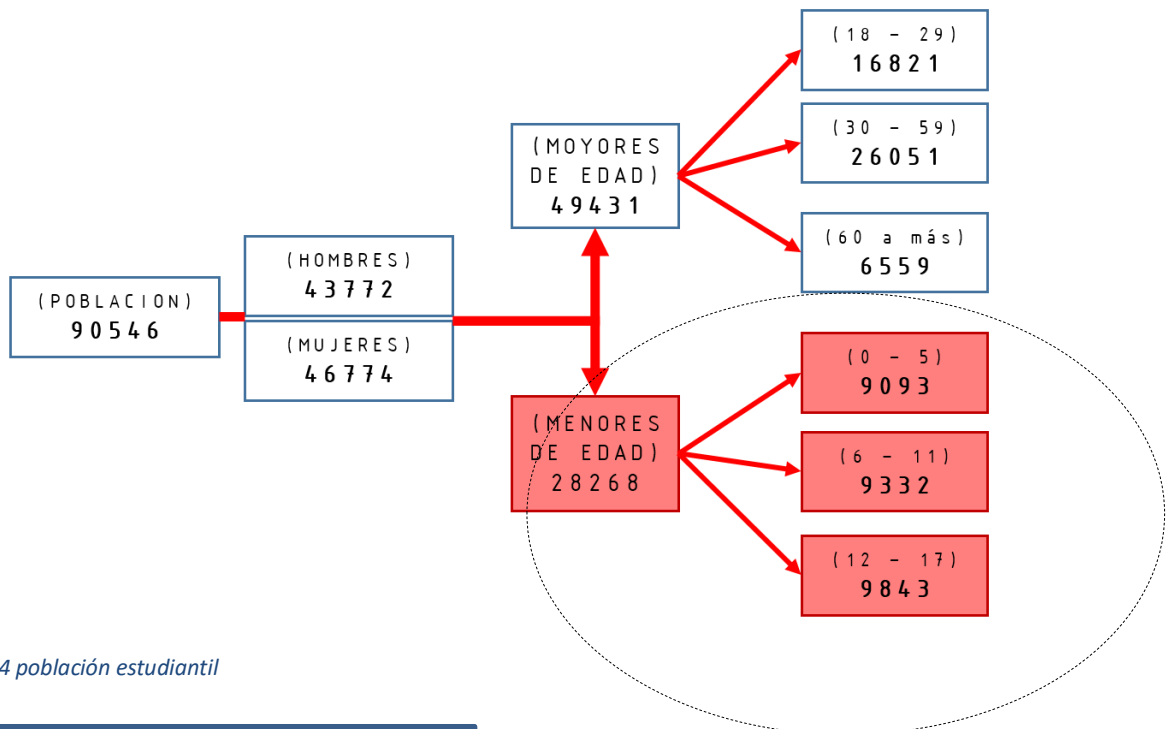 (POBLACION)
90546
(HOMBRES)
43772
(MUJERES)
46774
(MOYORES
DE EDAD)
49431
(18 - 29)
16821
(30 - 59)
26051
(60 a más)
6559
(MENORES
DE EDAD)
28268
(0 - 5)
9093
(6 - 11)
9332
(12 - 17)
9843
4 población estudiantil